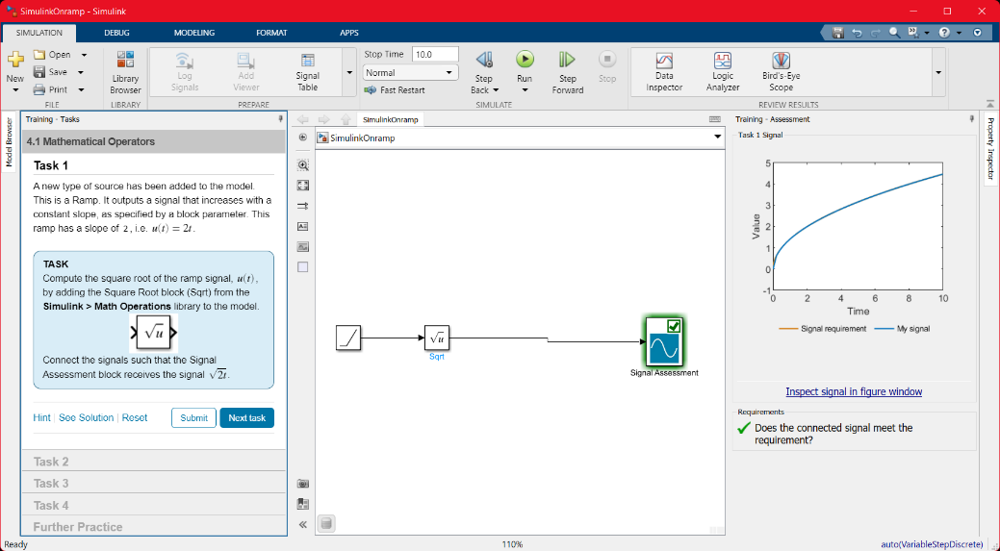 SimulinkOnramp - Simulink
SIMULATION DEBUG MODELING FORMAT APPS
New
Open
Save
Print
FILE
Library
Browser
LIBRARY
Log
Signals
Add
Viewer
Signal
Table
PREPARE
Stop Time 10.0
Normal
Fast Restart
Step
Back
Run
Step
Forward
Stop
SIMULATE
Data
Inspector
Logic
Analyzer
Bird's-Eye
Scope
REVIEW RESULTS
Model Browser
Training - Tasks
4.1 Mathematical Operators
Task 1
A new type of source has been added to the model.
This is a Ramp. It outputs a signal that increases with a
constant slope, as specified by a block parameter. This
ramp has a slope of 2, i.e. u(t) = 2t.
TASK
Compute the square root of the ramp signal, u(t),
by adding the Square Root block (Sqrt) from the
Simulink > Math Operations library to the model.
√u
Connect the signals such that the Signal
Assessment block receives the signal √2t.
Hint | See Solution | Reset Submit Next task
Task 2
Task 3
Task 4
Further Practice
SimulinkOnramp
SimulinkOnramp
√u
Sqrt
Signal Assessment
Training - Assessment
Task 1 Signal
5
4
3
2
1
0
-1
Value
0 2 4 6 8 10
Time
Signal requirement My signal
Inspect signal in figure window
Requirements
Does the connected signal meet the
requirement?
Property Inspector
Ready 110% auto(VariableStepDiscrete)